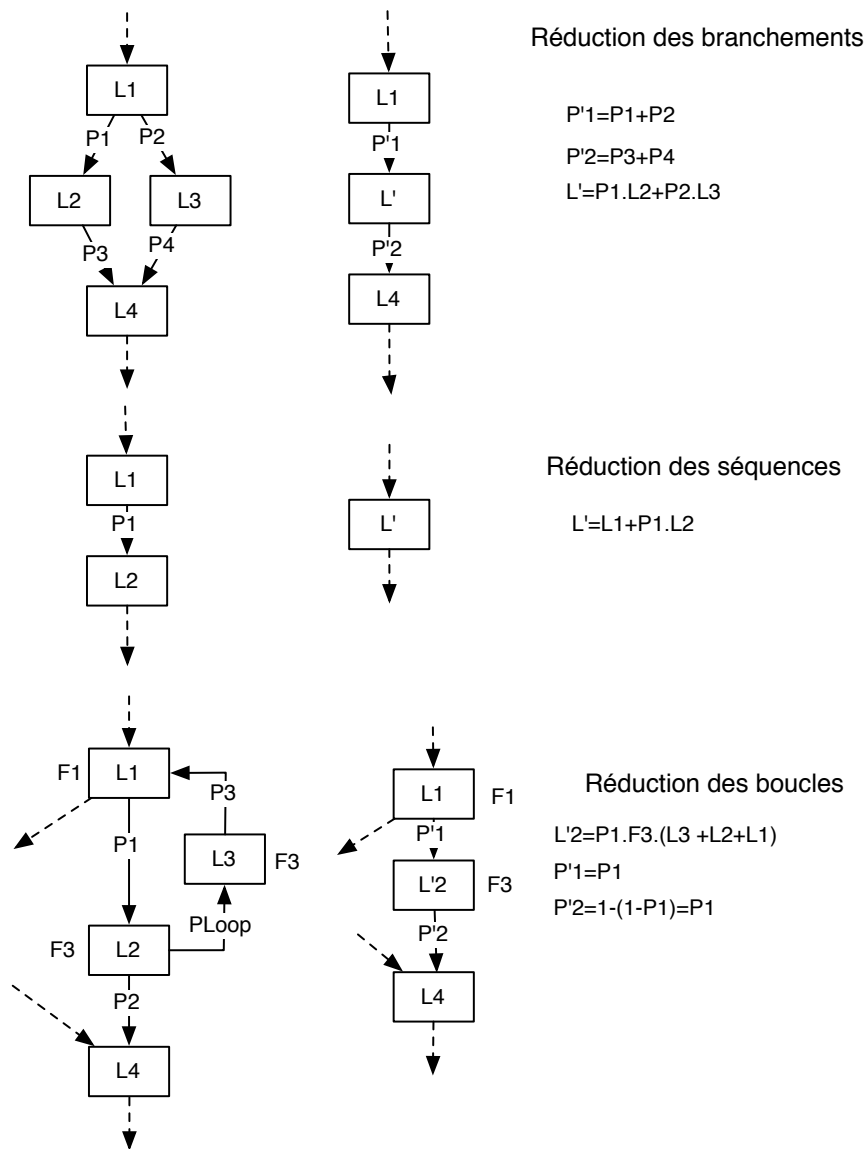 Réduction des branchements
L1
L1
P'1=P1+P2
P1
P2
P'1
P'2=P3+P4
L2
L3
L'
L'=P1.L2+P2.L3
P3
P4
P'2
L4
L4
L1
Réduction des séquences
P1
L'
L'=L1+P1.L2
L2
F1
L1
L1
F1
Réduction des boucles
P3
P'1
L'2=P1.F3.(L3 +L2+L1)
P1
L3
F3
L'2
F3
P'1=P1
PLoop
P'2=1-(1-P1)=P1
F3
L2
P'2
P2
L4
L4